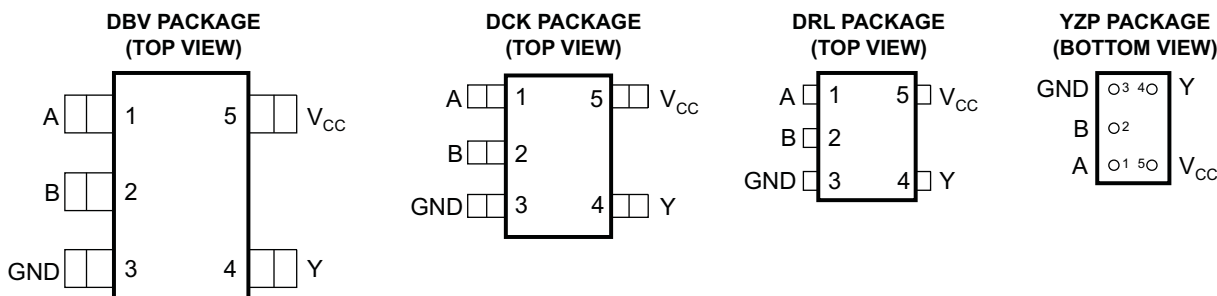 DBV PACKAGE
(TOP VIEW)
A 1 5 VCC
B 2
GND 3 4 Y
DCK PACKAGE
(TOP VIEW)
A 1 5 VCC
B 2
GND 3 4 Y
DRL PACKAGE
(TOP VIEW)
A 1 5 VCC
B 2
GND 3 4 Y
YZP PACKAGE
(BOTTOM VIEW)
GND 3 4 Y
B 2
A 1 5 VCC